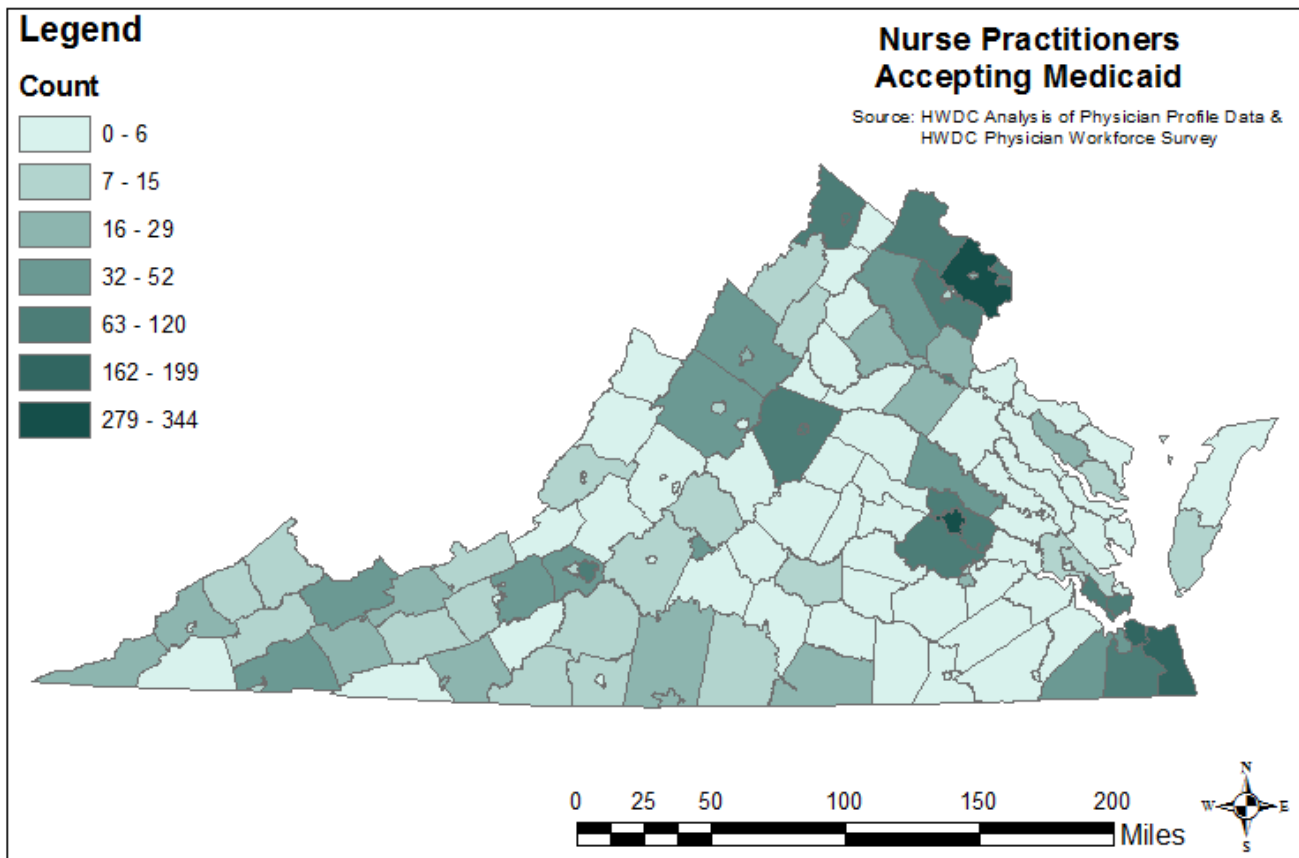 Legend
Nurse Practitioners
Accepting Medicaid
Source: HWDC Analysis of Physician Profile Data &
HWDC Physician Workforce Survey
Count
0 - 6
7 - 15
16 - 29
32 - 52
63 - 120
162 - 199
279 - 344
0 25 50 100 150 200
Miles
N
W E
S